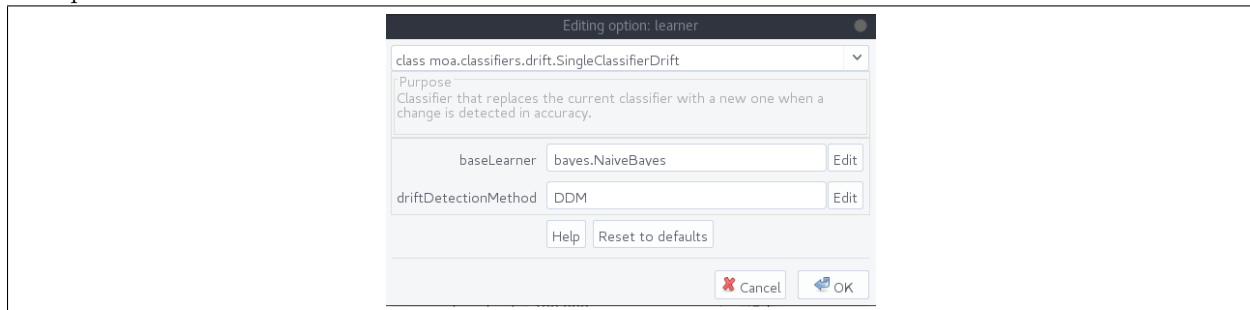 Editing option: learner
class moa.classifiers.drift.SingleClassifierDrift
Purpose
Classifier that replaces the current classifier with a new one when a
change is detected in accuracy.
baseLearner bayes.NaiveBayes Edit
driftDetectionMethod DDM Edit
Help Reset to defaults
Cancel OK